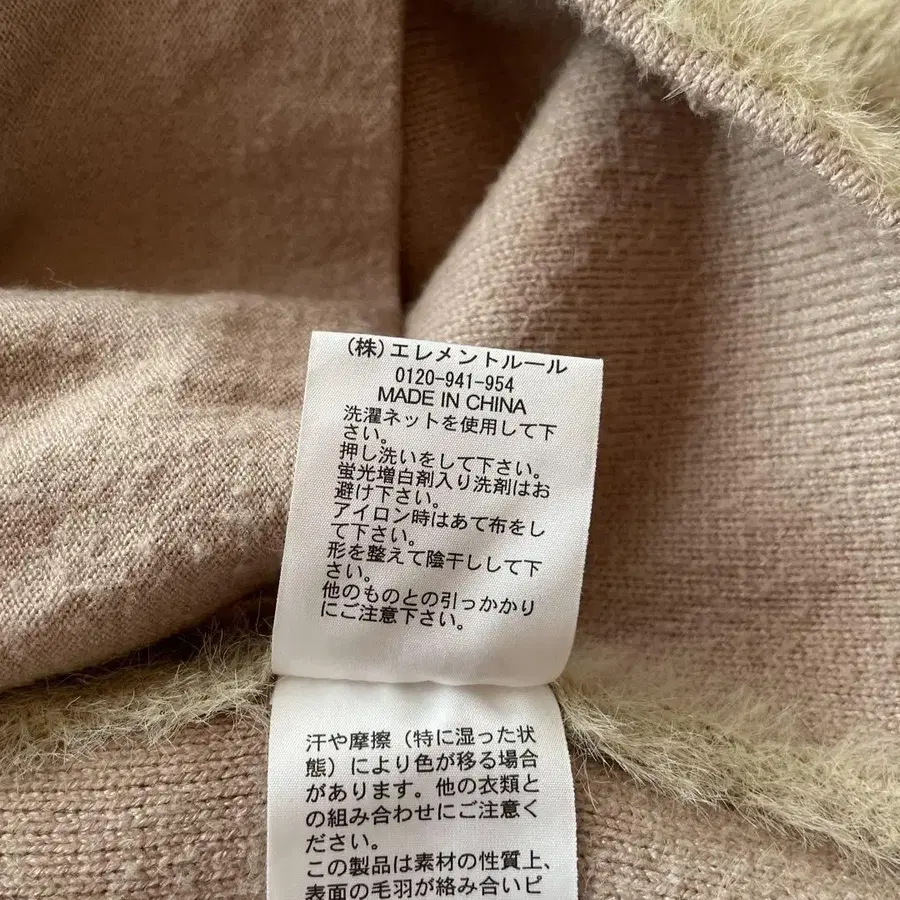 (株)エレメントルール
0120-941-954
MADE IN CHINA
洗濯ネットを使用して下
さい。
押し洗いをして下さい。
蛍光増白剤入り洗剤はお
避け下さい。
アイロン時はあて布をし
て下さい。
形を整えて陰干しして下
さい。
他のものとの引っかかり
にご注意下さい。
汗や摩擦(特に湿った状
態)により色が移る場合
があります。他の衣類と
の組み合わせにご注意く
ださい。
この製品は素材の性質上、
表面の毛羽が絡み合いピ